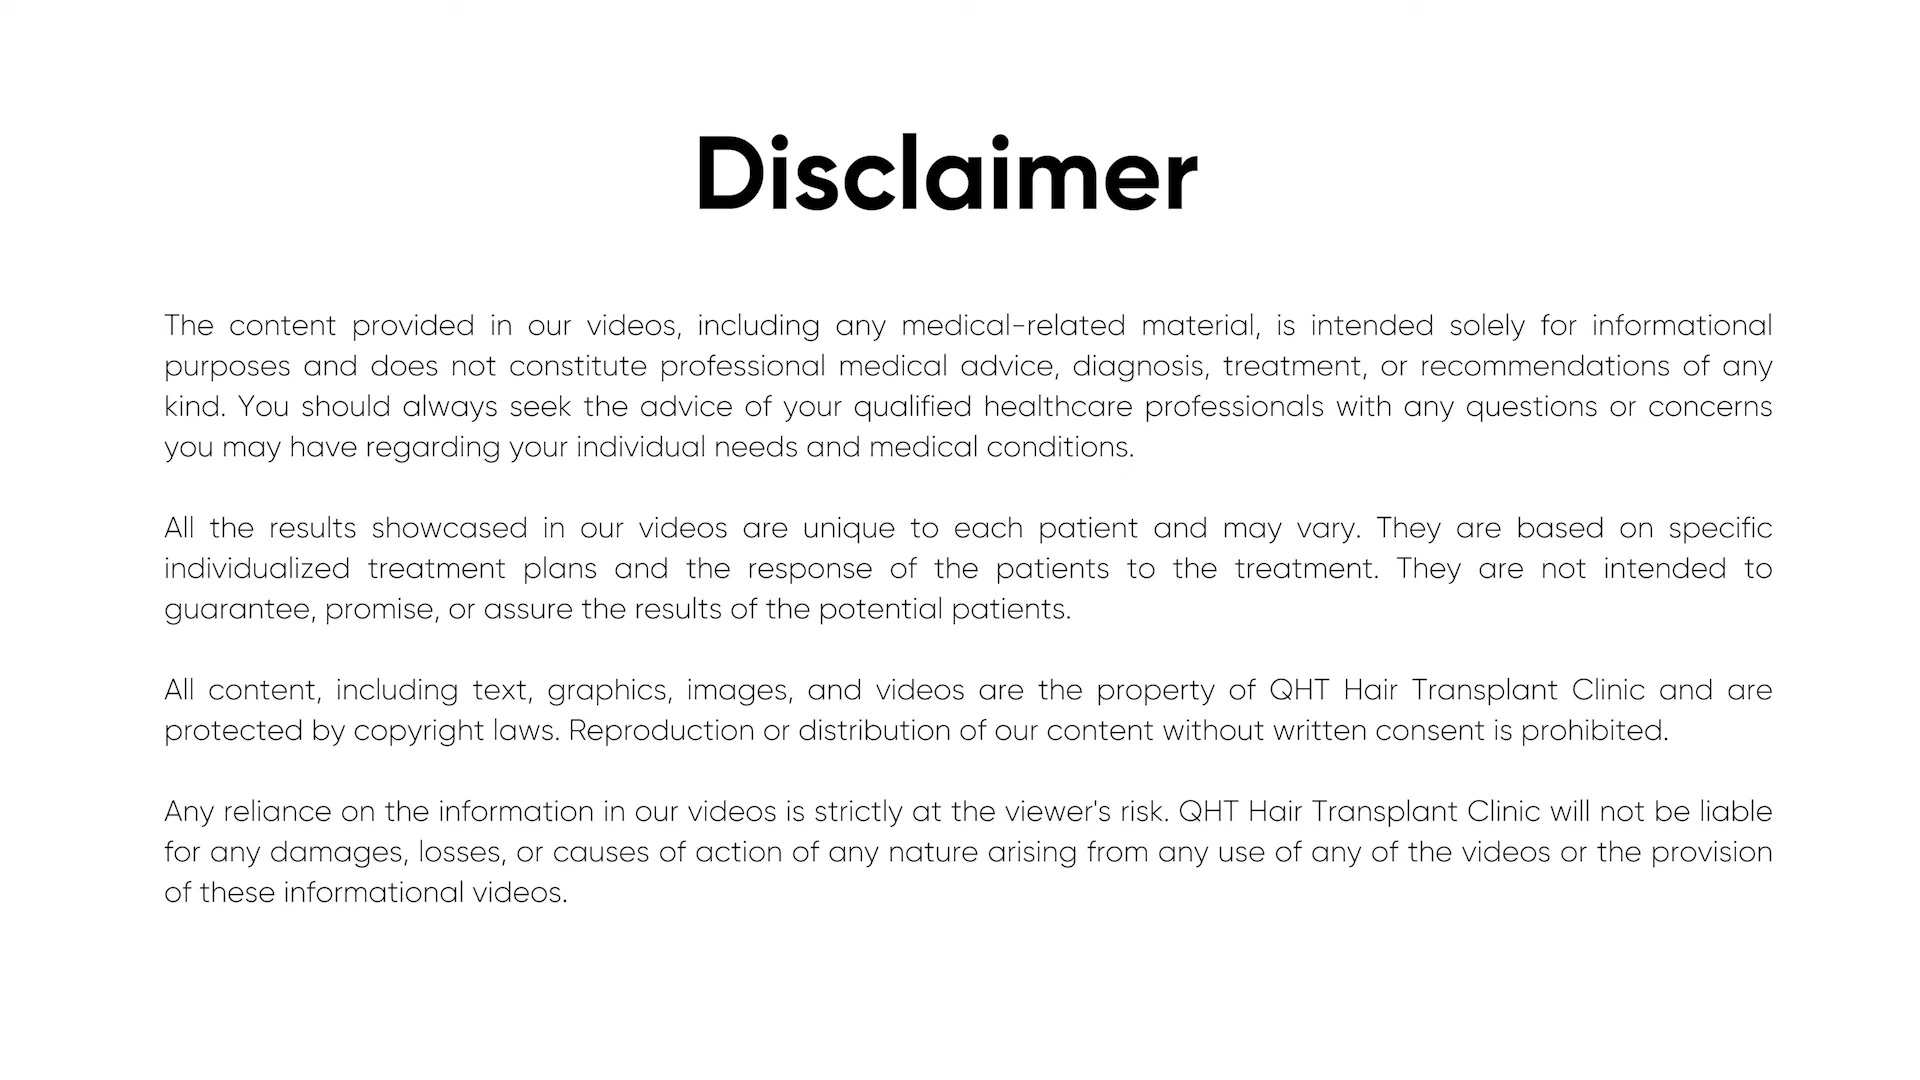 Disclaimer
The content provided in our videos, including any medical-related material, is intended solely for informational
purposes and does not constitute professional medical advice, diagnosis, treatment, or recommendations of any
kind. You should always seek the advice of your qualified healthcare professionals with any questions or concerns
you may have regarding your individual needs and medical conditions.
All the results showcased in our videos are unique to each patient and may vary. They are based on specific
individualized treatment plans and the response of the patients to the treatment. They are not intended to
guarantee, promise, or assure the results of the potential patients.
All content, including text, graphics, images, and videos are the property of QHT Hair Transplant Clinic and are
protected by copyright laws. Reproduction or distribution of our content without written consent is prohibited.
Any reliance on the information in our videos is strictly at the viewer's risk. QHT Hair Transplant Clinic will not be liable
for any damages, losses, or causes of action of any nature arising from any use of any of the videos or the provision
of these informational videos.